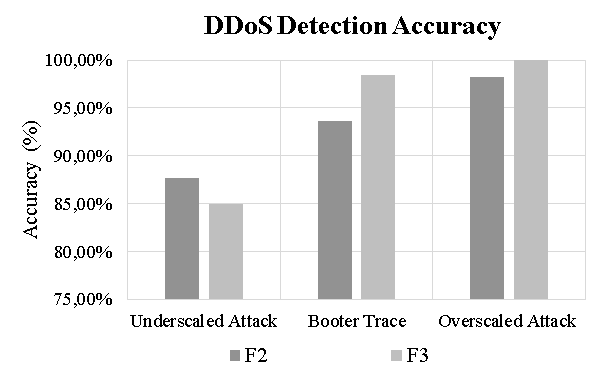 DDoS Detection Accuracy
Accuracy (%)
100,00%
95,00%
90,00%
85,00%
80,00%
75,00%
Underscaled Attack Booter Trace Overscaled Attack
F2 F3